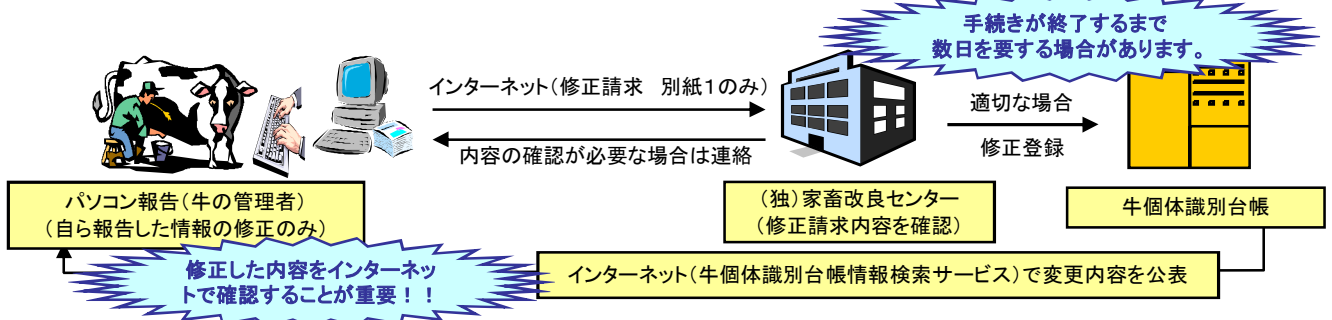 手続きが終了するまで
数日を要する場合があります。
インターネット(修正請求　別紙1のみ)
内容の確認が必要な場合は連絡
適切な場合
修正登録
パソコン報告(牛の管理者)
(自ら報告した情報の修正のみ)
(独)家畜改良センター
(修正請求内容を確認)
牛個体識別台帳
修正した内容をインターネッ
トで確認することが重要！！
インターネット(牛個体識別台帳情報検索サービス)で変更内容を公表